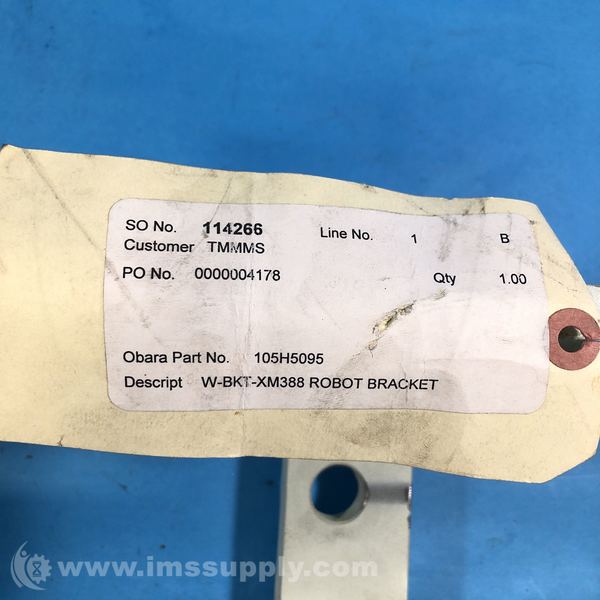 SO No. 114266 Line No. 1 B
Customer TMMMS
PO No. 0000004178 Qty 1.00
Obara Part No. 105H5095
Descript W-BKT-XM388 ROBOT BRACKET
www.imssupply.com